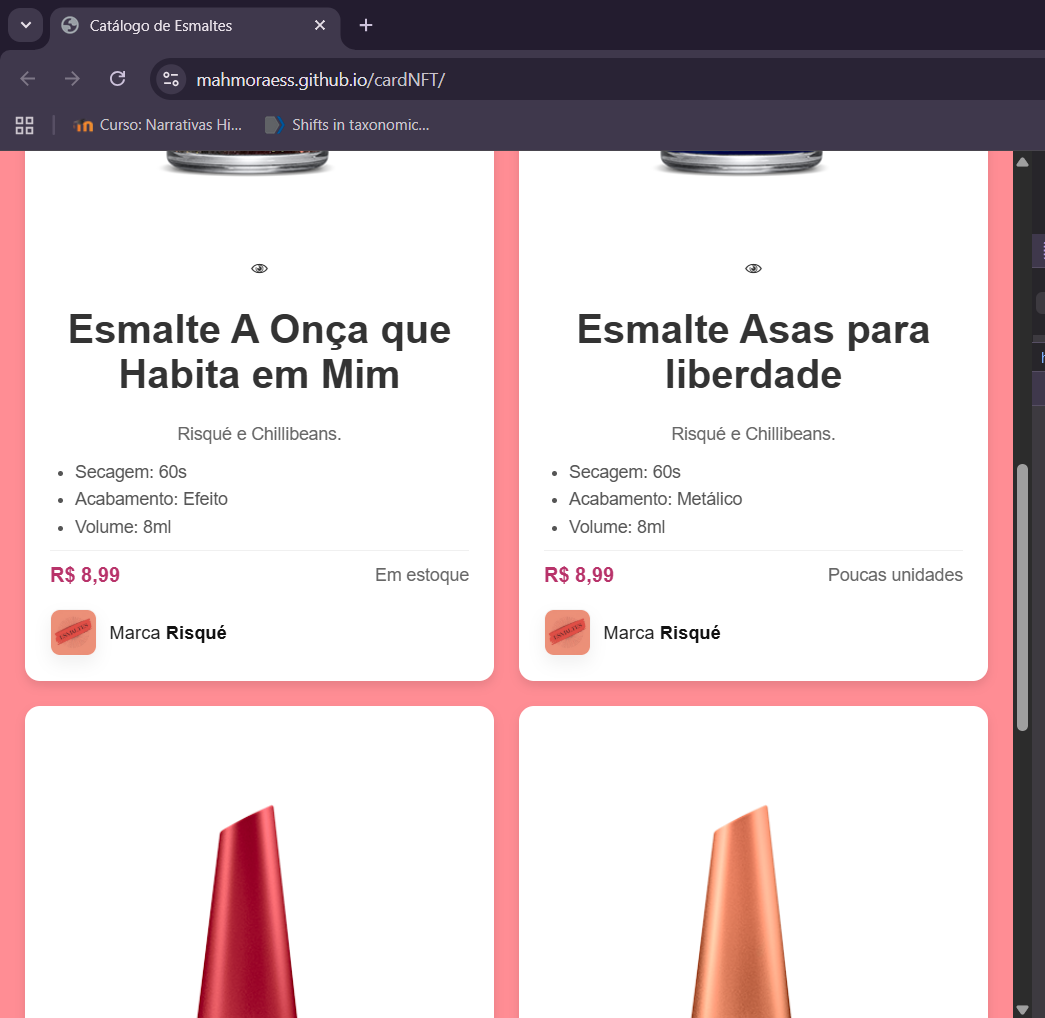 Catálogo de Esmaltes
mahmoraess.github.io/cardNFT/
Curso: Narrativas Hi...
Shifts in taxonomic...
Esmalte A Onça que
Habita em Mim
Risqué e Chillibeans.
• Secagem: 60s
• Acabamento: Efeito
• Volume: 8ml
R$ 8,99
Em estoque
ESMALTES
Marca Risqué
Esmalte Asas para
liberdade
Risqué e Chillibeans.
• Secagem: 60s
• Acabamento: Metálico
• Volume: 8ml
R$ 8,99
Poucas unidades
ESMALTES
Marca Risqué